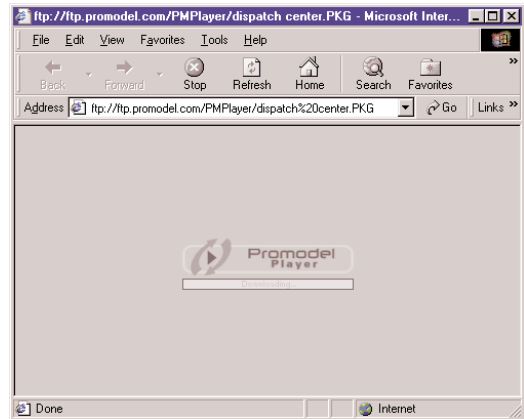 ftp://ftp.promodel.com/PMPlayer/dispatch center.PKG - Microsoft Inter...
File Edit View Favorites Tools Help
Back Forward Stop Refresh Home Search Favorites »
Address ftp://ftp.promodel.com/PMPlayer/dispatch%20center.PKG Go Links »
Promodel
Player
Downloading...
Done Internet